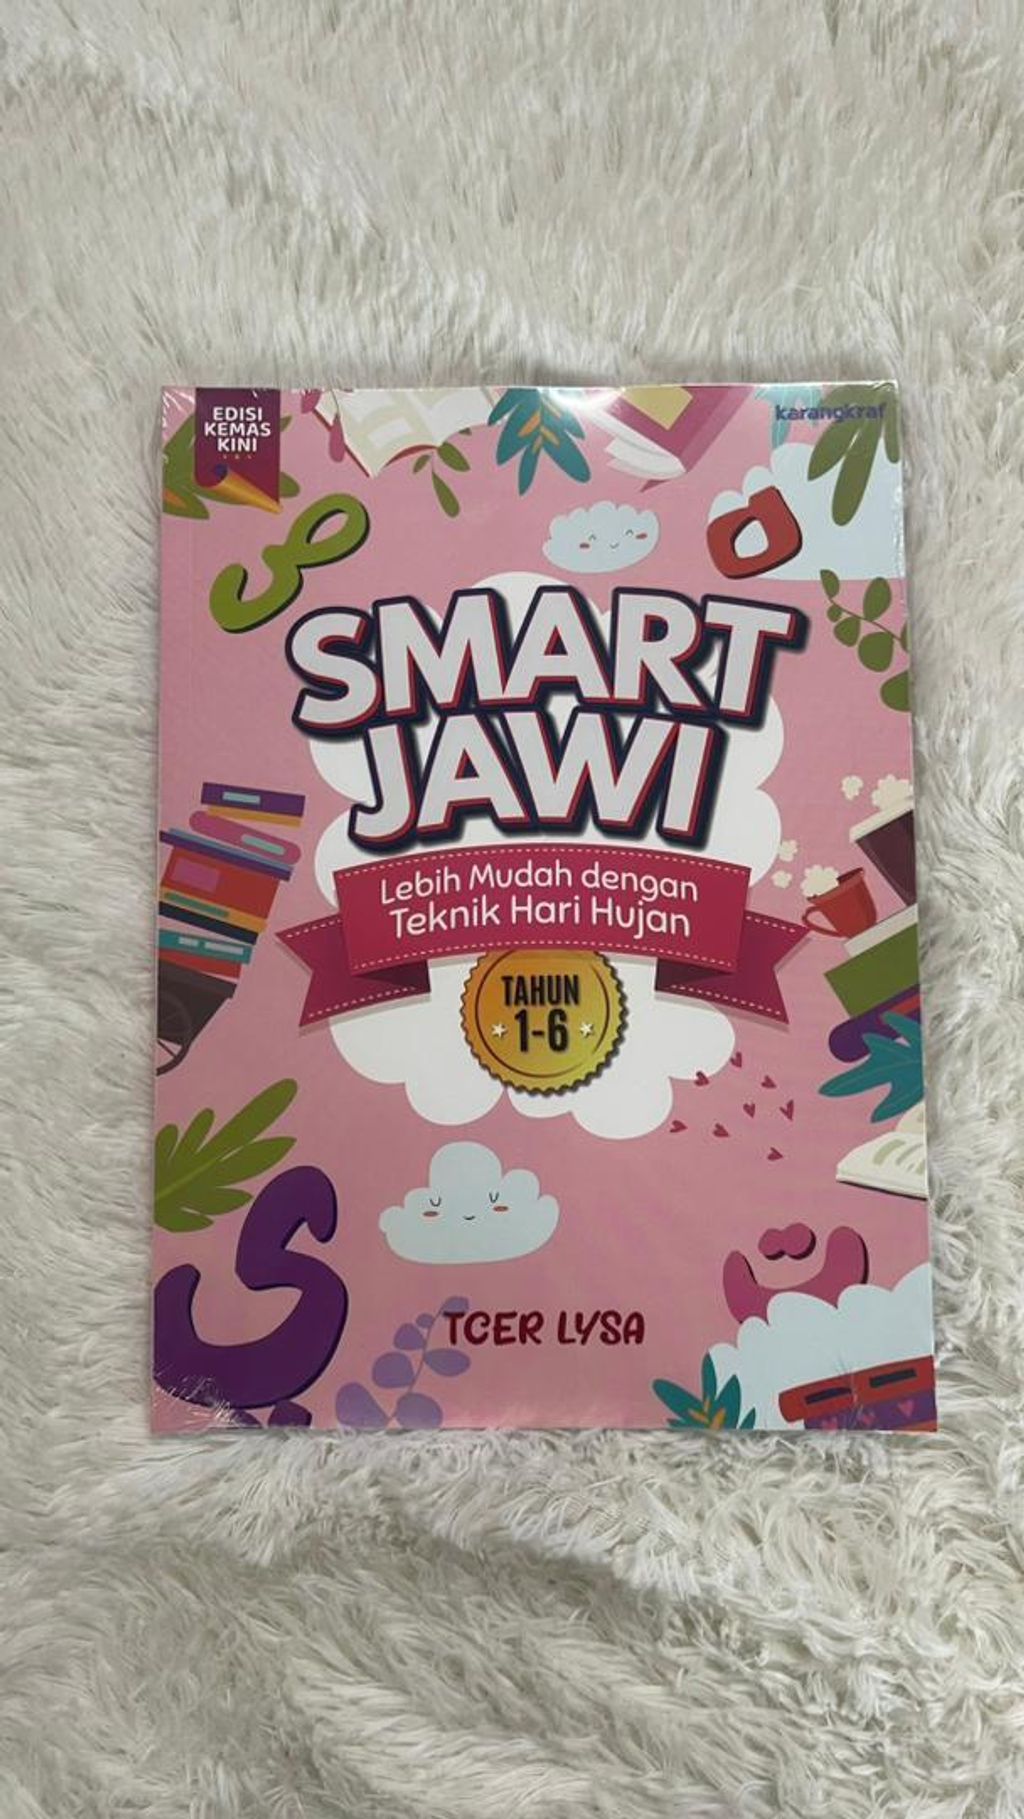 EDISI
KEMAS
KINI
karangkraf
SMART
JAWI
Lebih Mudah dengan
Teknik Hari Hujan
TAHUN
1-6
TCER LYSA